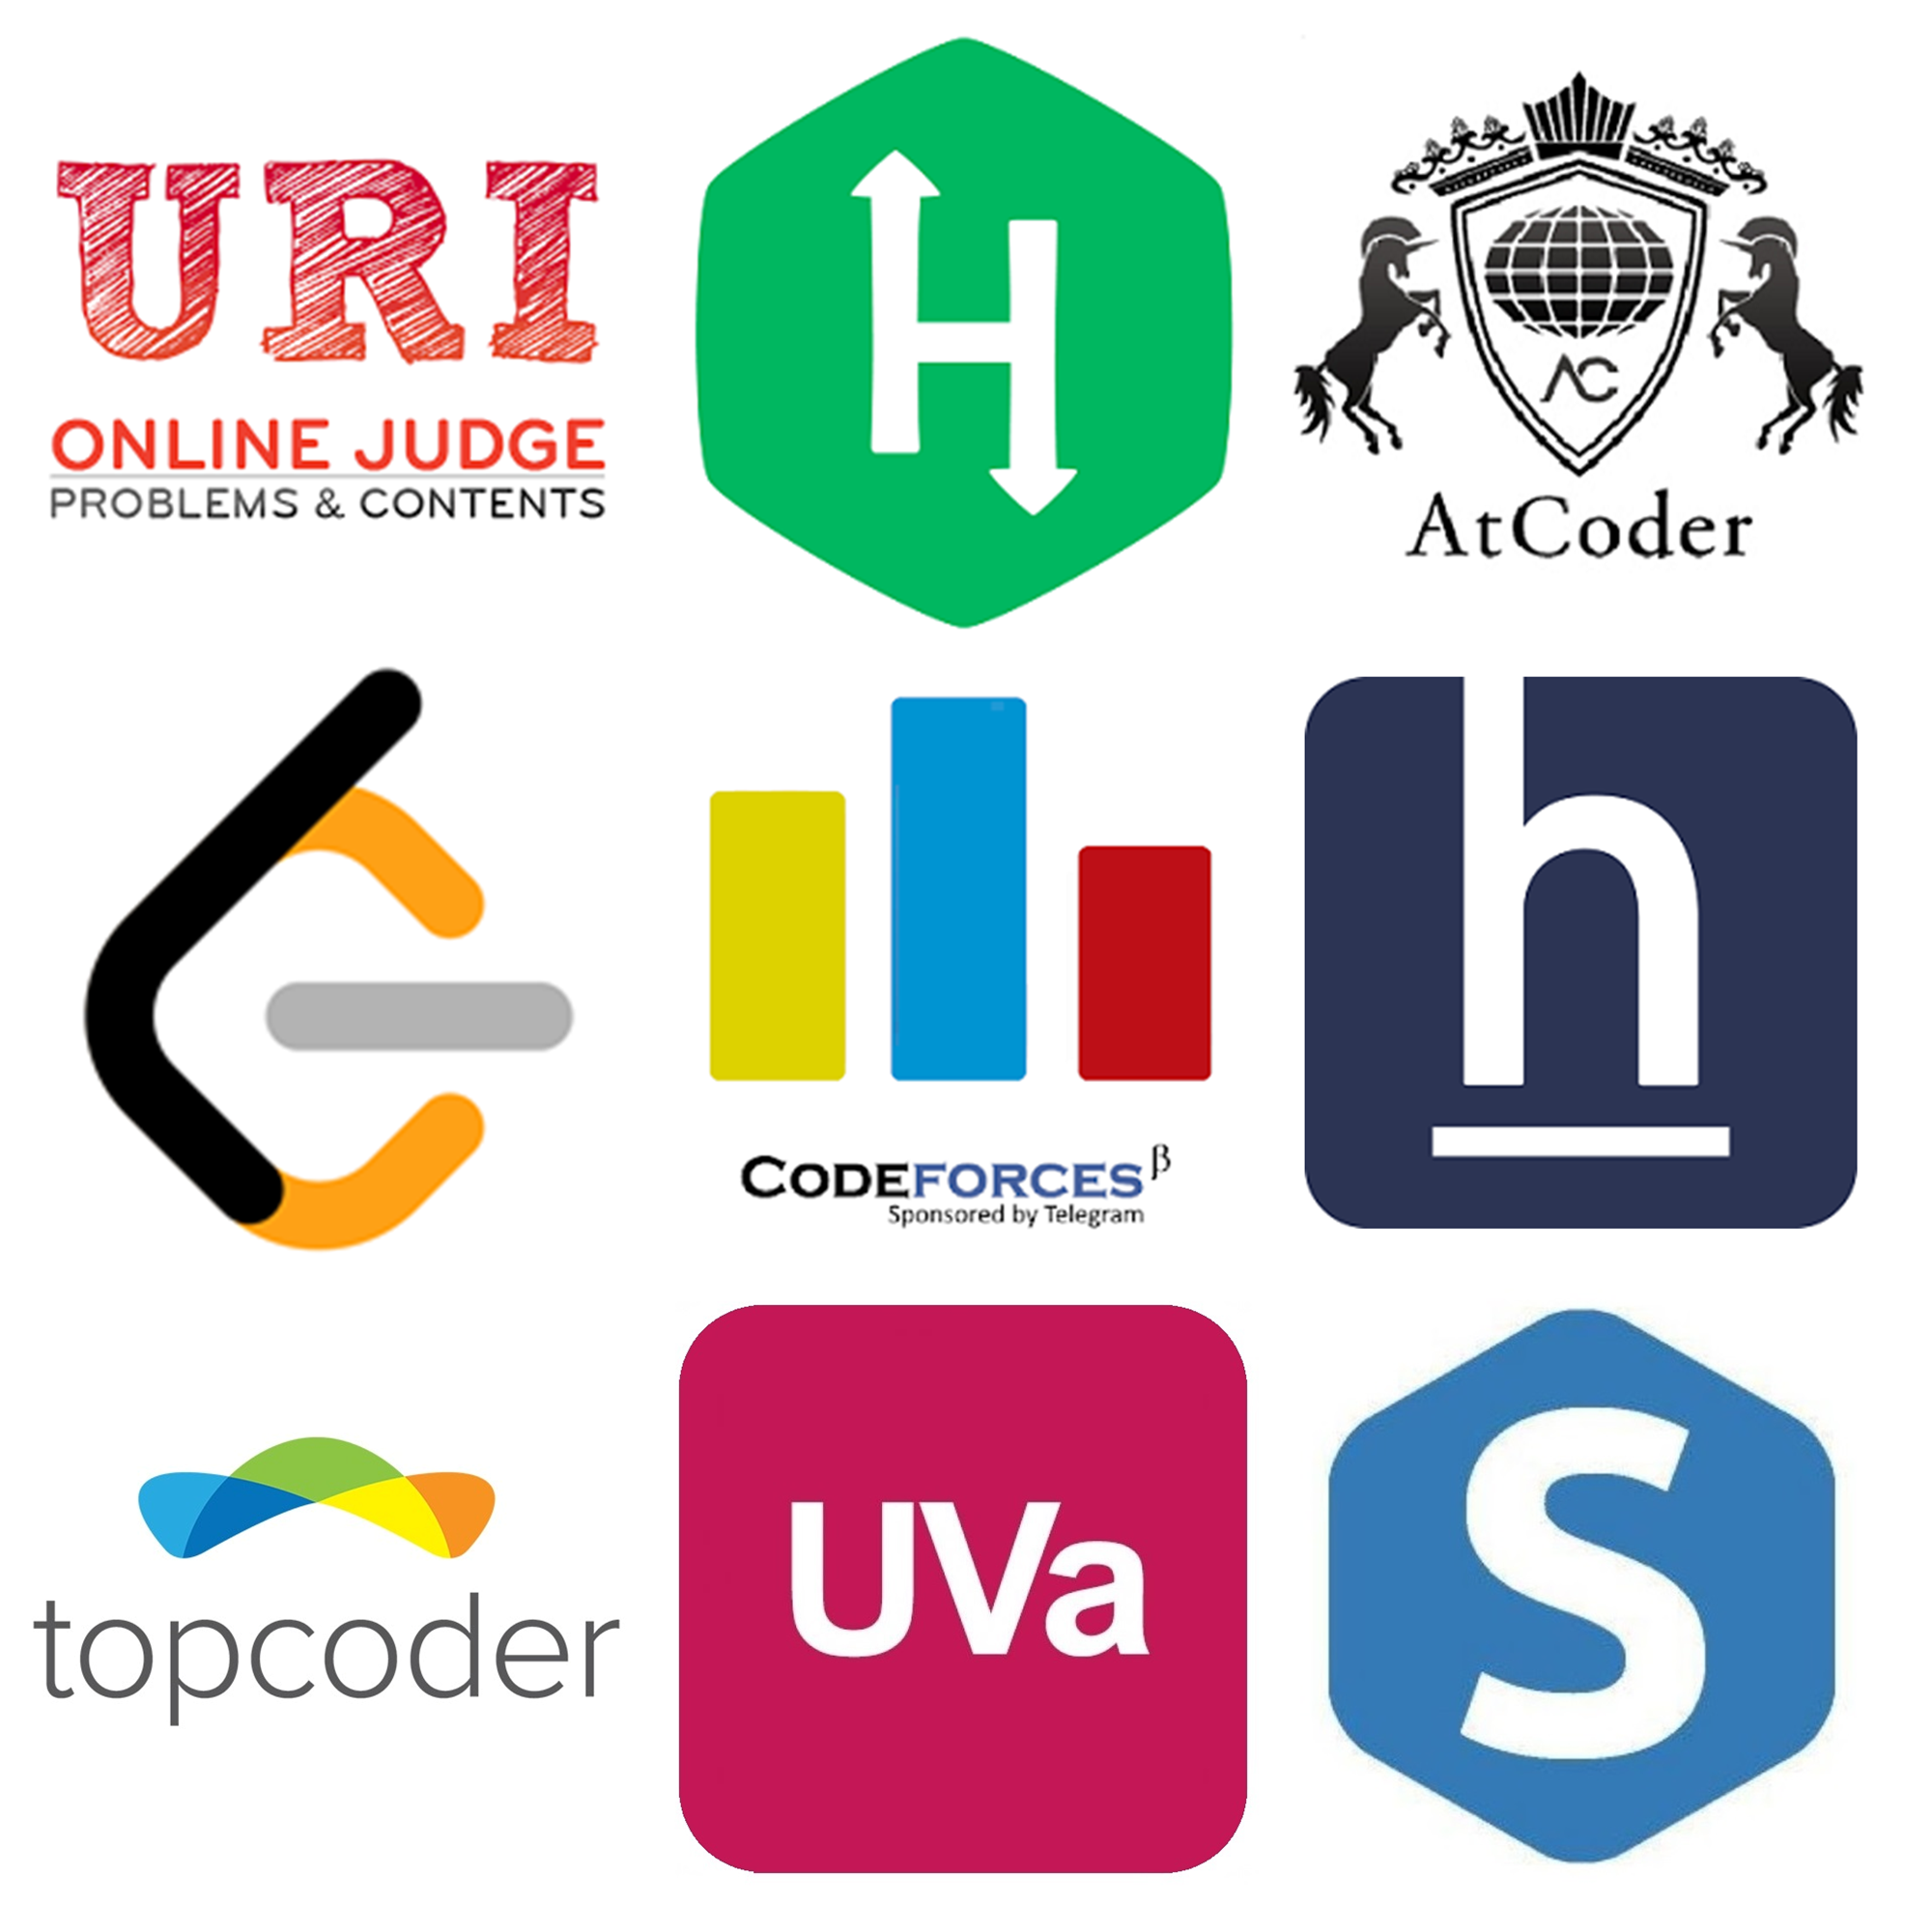 URI
ONLINE JUDGE
PROBLEMS & CONTENTS
H
AC
AtCoder
CODEFORCES β
Sponsored by Telegram
h
topcoder
UVa
S